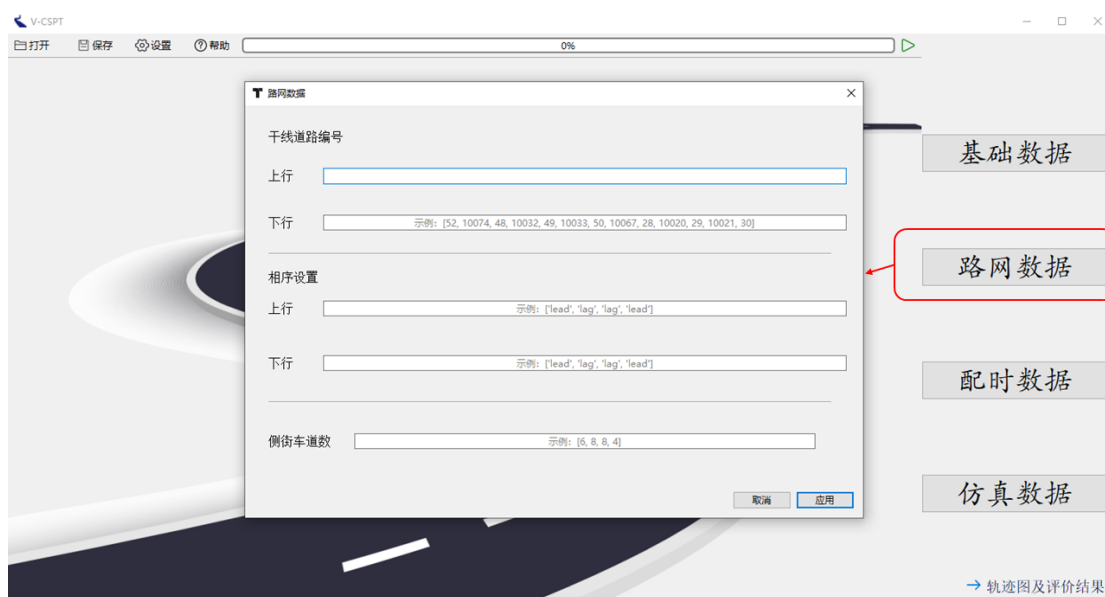 V-CSPT
打开 保存 设置 帮助 0%
路网数据
干线道路编号
上行
下行 示例: [52, 10074, 48, 10032, 49, 10033, 50, 10067, 28, 10020, 29, 10021, 30]
相序设置
上行 示例: ['lead', 'lag', 'lag', 'lead']
下行 示例: ['lead', 'lag', 'lag', 'lead']
侧街车道数 示例: [6, 8, 8, 4]
取消 应用
基础数据
路网数据
配时数据
仿真数据
轨迹图及评价结果